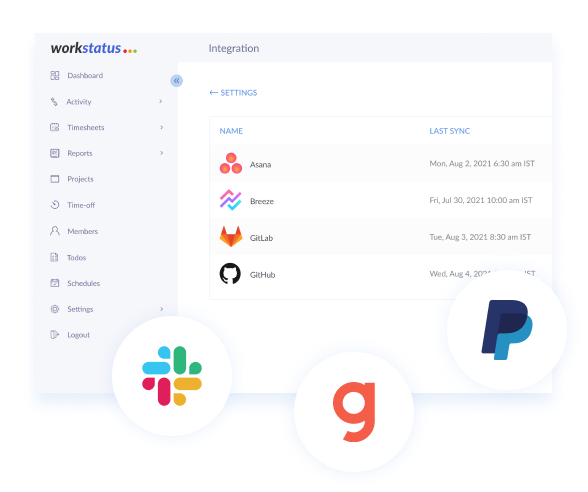 workstatus
Integration
Dashboard
Activity
Timesheets
Reports
Projects
Time-off
Members
Todos
Schedules
Settings
Logout
← SETTINGS
NAME LAST SYNC
Asana Mon, Aug 2, 2021 6:30 am IST
Breeze Fri, Jul 30, 2021 10:00 am IST
GitLab Tue, Aug 3, 2021 8:30 am IST
GitHub Wed, Aug 4, IST
g